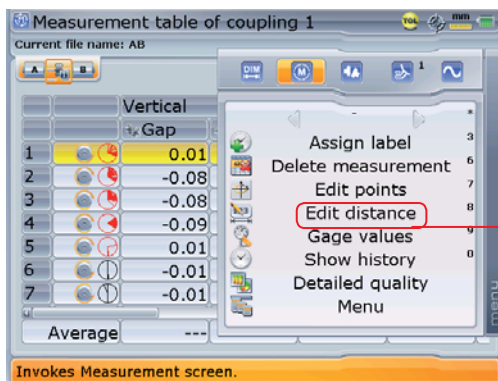 Measurement table of coupling 1
TOL
mm
Current file name: AB
A
B
DIM
M
1
Vertical
Gap
1 0.01
2 -0.08
3 -0.08
4 -0.09
5 0.01
6 -0.01
7 -0.01
Average ---
- *
Assign label 3
Delete measurement 6
Edit points 7
Edit distance 8
Gage values 9
Show history 0
Detailed quality
Menu
Invokes Measurement screen.